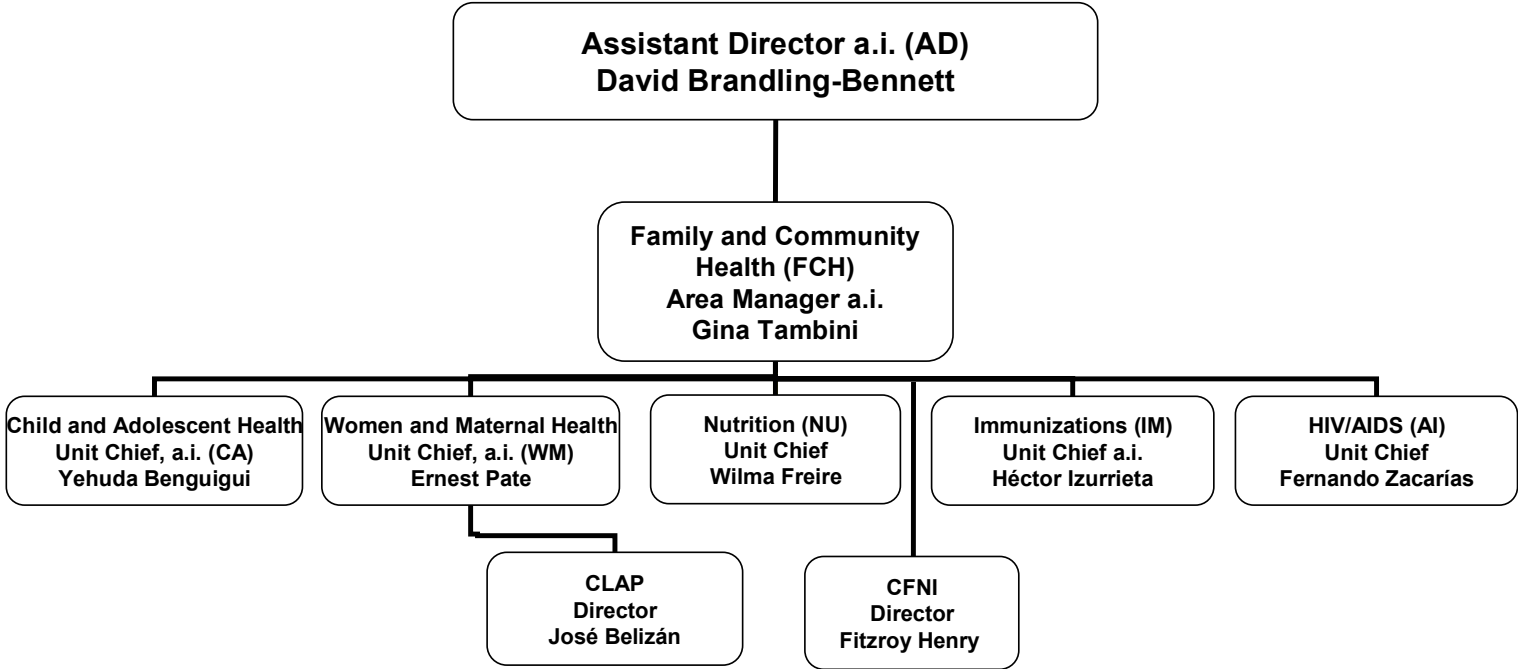 Assistant Director a.i. (AD)
David Brandling-Bennett
Family and Community
Health (FCH)
Area Manager a.i.
Gina Tambini
Child and Adolescent Health
Unit Chief, a.i. (CA)
Yehuda Benguigui
Women and Maternal Health
Unit Chief, a.i. (WM)
Ernest Pate
Nutrition (NU)
Unit Chief
Wilma Freire
Immunizations (IM)
Unit Chief a.i.
Héctor Izurrieta
HIV/AIDS (AI)
Unit Chief
Fernando Zacarías
CLAP
Director
José Belizán
CFNI
Director
Fitzroy Henry